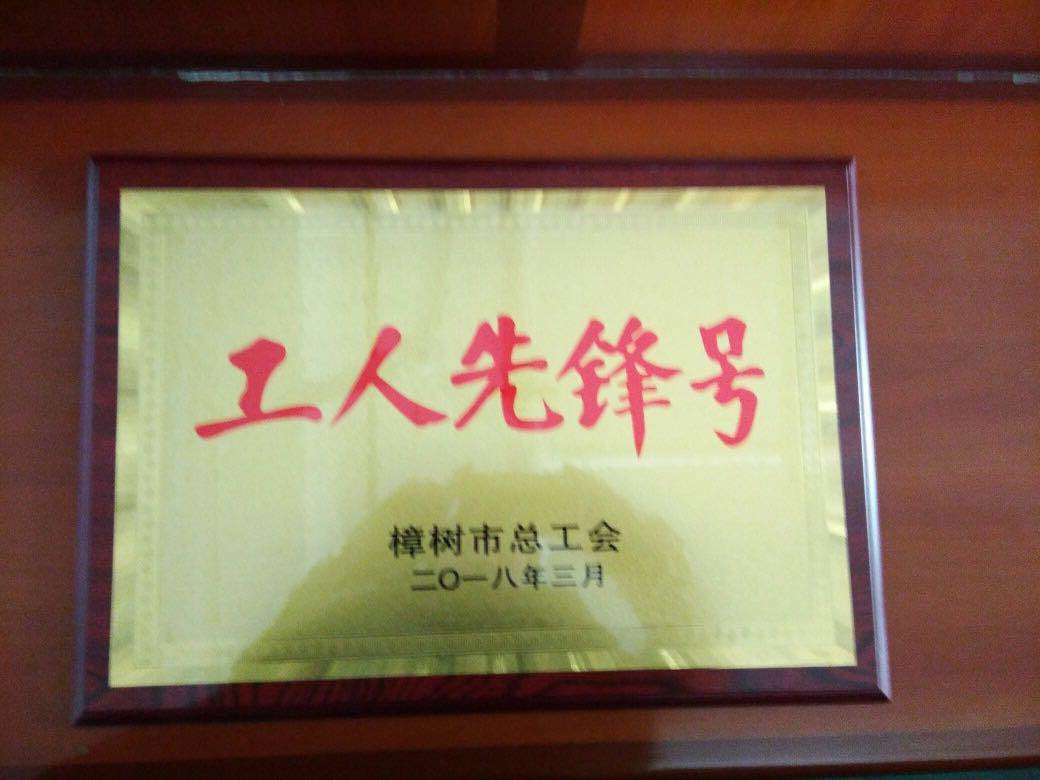 工人先锋号
樟树市总工会
二〇一八年三月